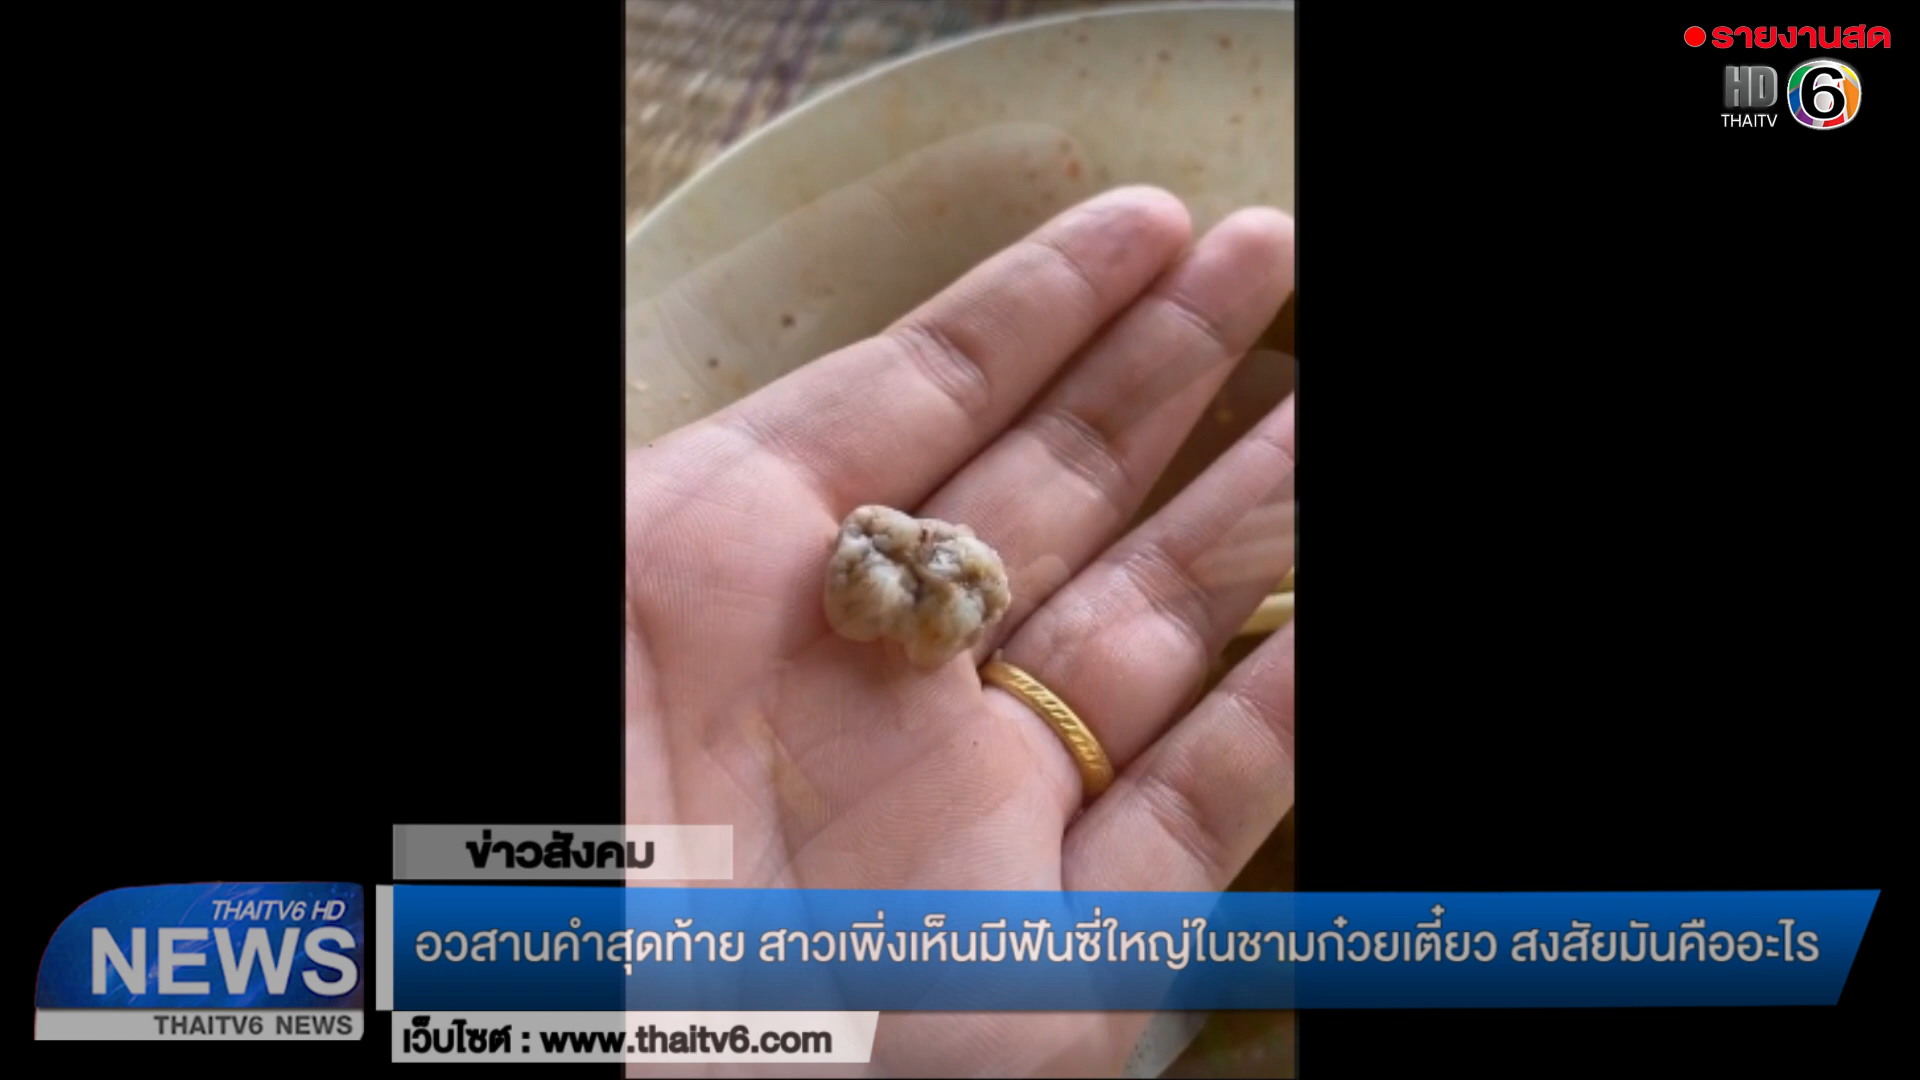 รายงานสด
HD
THAITV
6
ข่าวสังคม
THAITV6 HD
NEWS
THAITV6 NEWS
อวสานคำสุดท้าย สาวเพิ่งเห็นมีฟันซี่ใหญ่ในชามก๋วยเตี๋ยว สงสัยมันคืออะไร
เว็บไซต์ : www.thaitv6.com